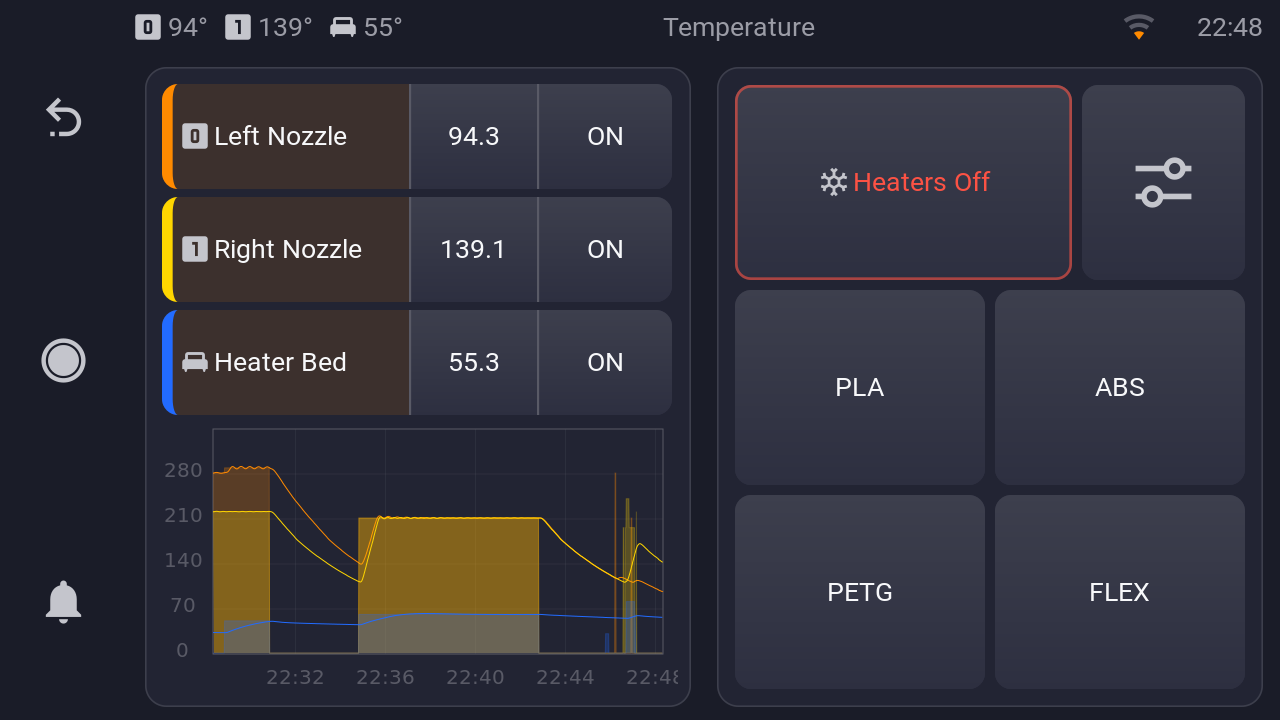 0 94° 1 139° 55° Temperature 22:48
0 Left Nozzle 94.3 ON
1 Right Nozzle 139.1 ON
Heater Bed 55.3 ON
Heaters Off
PLA ABS
PETG FLEX
280
210
140
70
0
22:32 22:36 22:40 22:44 22:48